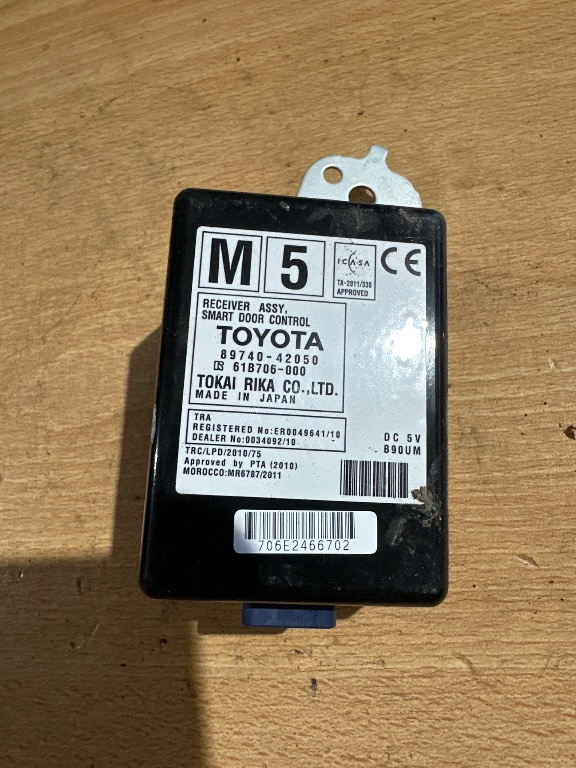 M 5
ICASA
TA-2011/330
APPROVED
CE
RECEIVER ASSY,
SMART DOOR CONTROL
TOYOTA
89740-42050
61B706-000
TOKAI RIKA CO.,LTD.
MADE IN JAPAN
TRA
REGISTERED No:ER0049641/10
DEALER No:0034092/10
TRC/LPD/2010/75
Approved by PTA (2010)
MOROCCO:MR6787/2011
DC 5V
B90UM
706E2466702